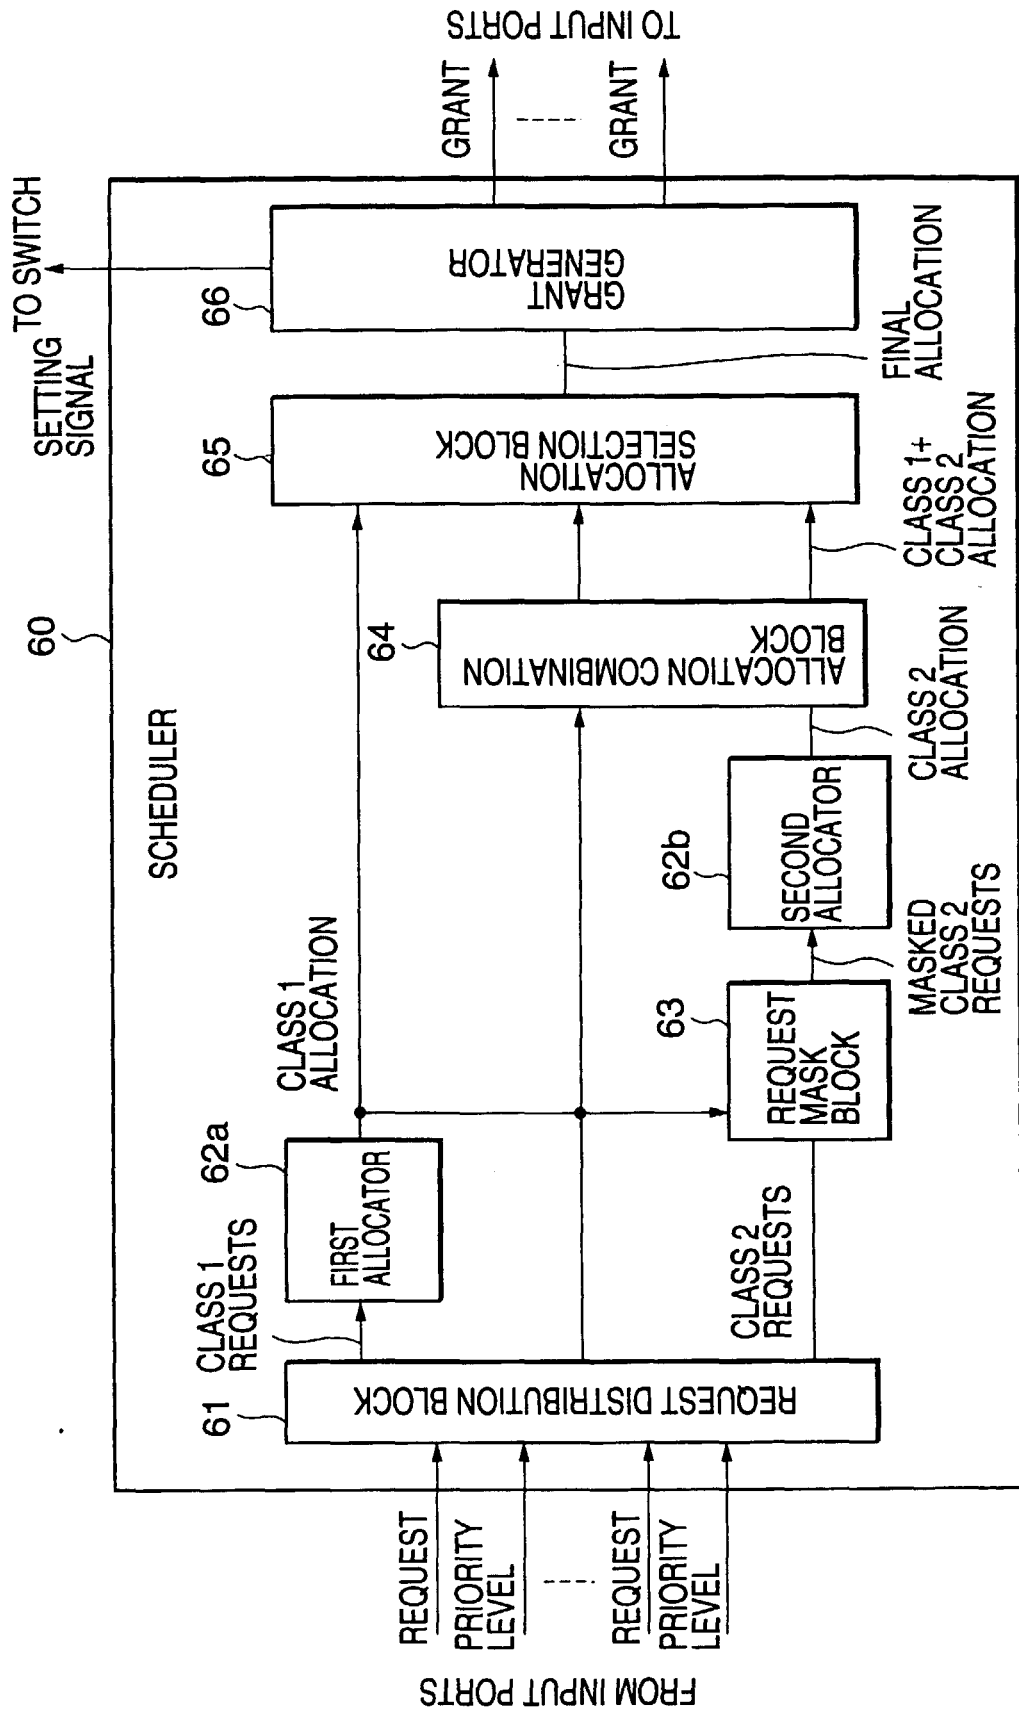 FROM INPUT PORTS
REQUEST
PRIORITY
LEVEL
REQUEST
PRIORITY
LEVEL
60
SCHEDULER
61
REQUEST DISTRIBUTION BLOCK
CLASS 1
REQUESTS
62a
FIRST
ALLOCATOR
CLASS 1
ALLOCATION
CLASS 2
REQUESTS
63
REQUEST
MASK
BLOCK
MASKED
CLASS 2
REQUESTS
62b
SECOND
ALLOCATOR
CLASS 2
ALLOCATION
64
ALLOCATION COMBINATION
BLOCK
CLASS 1+
CLASS 2
ALLOCATION
65
ALLOCATION
SELECTION BLOCK
FINAL
ALLOCATION
66
GRANT
GENERATOR
SETTING
SIGNAL
TO SWITCH
GRANT
GRANT
TO INPUT PORTS